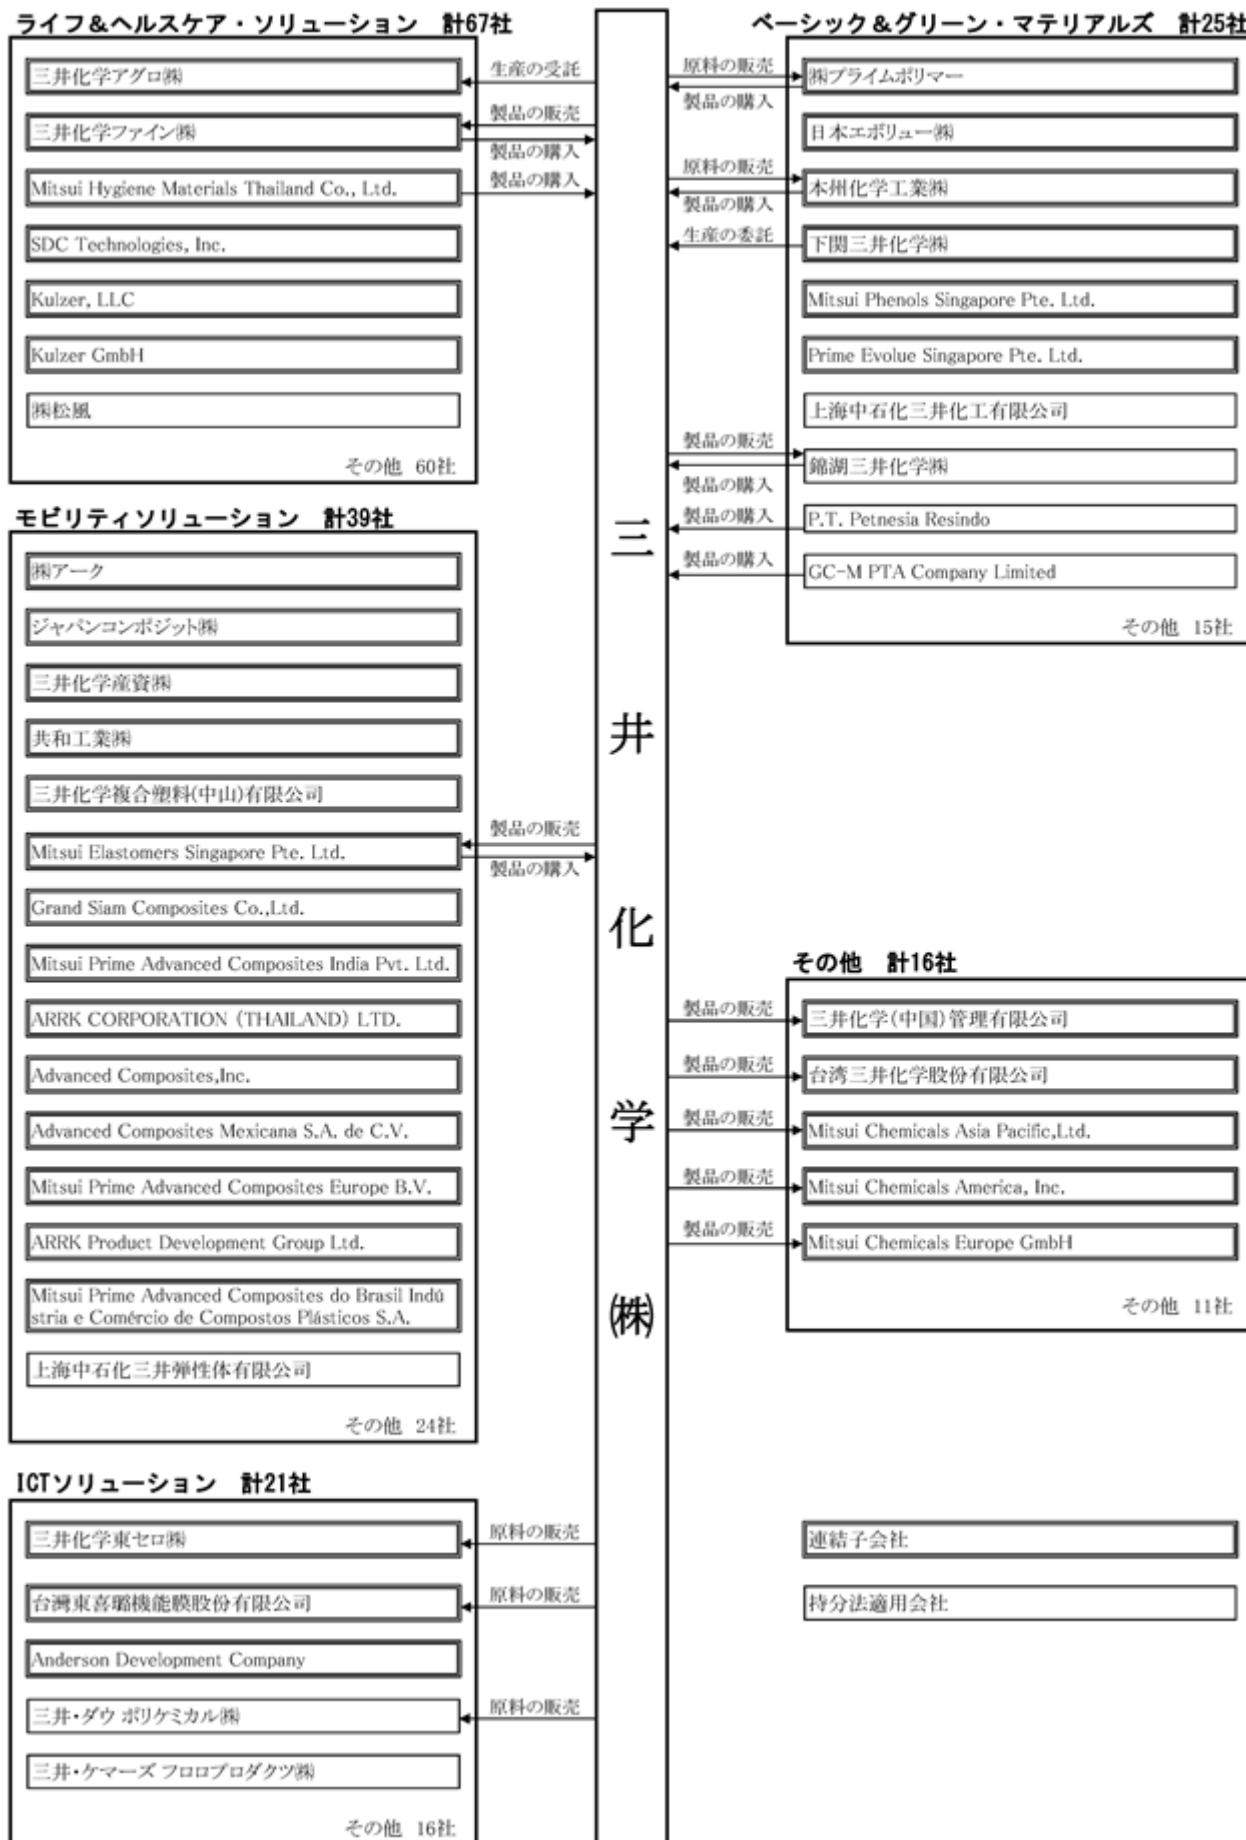 ライフ&ヘルスケア・ソリューション 計67社
三井化学アグロ㈱
生産の受託
三井化学ファイン㈱
製品の販売
製品の購入
Mitsui Hygiene Materials Thailand Co., Ltd.
製品の購入
SDC Technologies, Inc.
Kulzer, LLC
Kulzer GmbH
㈱松風
その他 60社
モビリティソリューション 計39社
㈱アーク
ジャパンコンポジット㈱
三井化学産資㈱
共和工業㈱
三井化学複合塑料(中山)有限公司
Mitsui Elastomers Singapore Pte. Ltd.
製品の販売
製品の購入
Grand Siam Composites Co.,Ltd.
Mitsui Prime Advanced Composites India Pvt. Ltd.
ARRK CORPORATION (THAILAND) LTD.
Advanced Composites,Inc.
Advanced Composites Mexicana S.A. de C.V.
Mitsui Prime Advanced Composites Europe B.V.
ARRK Product Development Group Ltd.
Mitsui Prime Advanced Composites do Brasil Indú
stria e Comércio de Compostos Plásticos S.A.
上海中石化三井弾性体有限公司
その他 24社
ICTソリューション 計21社
三井化学東セロ㈱
原料の販売
台灣東喜璐機能膜股份有限公司
原料の販売
Anderson Development Company
三井・ダウ ポリケミカル㈱
原料の販売
三井・ケマーズ フロロプロダクツ㈱
その他 16社
三井化学㈱
ベーシック&グリーン・マテリアルズ 計25社
原料の販売
㈱プライムポリマー
製品の購入
日本エボリュー㈱
原料の販売
本州化学工業㈱
製品の購入
生産の委託
下関三井化学㈱
Mitsui Phenols Singapore Pte. Ltd.
Prime Evolue Singapore Pte. Ltd.
上海中石化三井化工有限公司
製品の販売
錦湖三井化学㈱
製品の購入
製品の購入
P.T. Petnesia Resindo
製品の購入
GC-M PTA Company Limited
その他 15社
その他 計16社
製品の販売
三井化学(中国)管理有限公司
製品の販売
台湾三井化学股份有限公司
製品の販売
Mitsui Chemicals Asia Pacific,Ltd.
製品の販売
Mitsui Chemicals America, Inc.
製品の販売
Mitsui Chemicals Europe GmbH
その他 11社
連結子会社
持分法適用会社